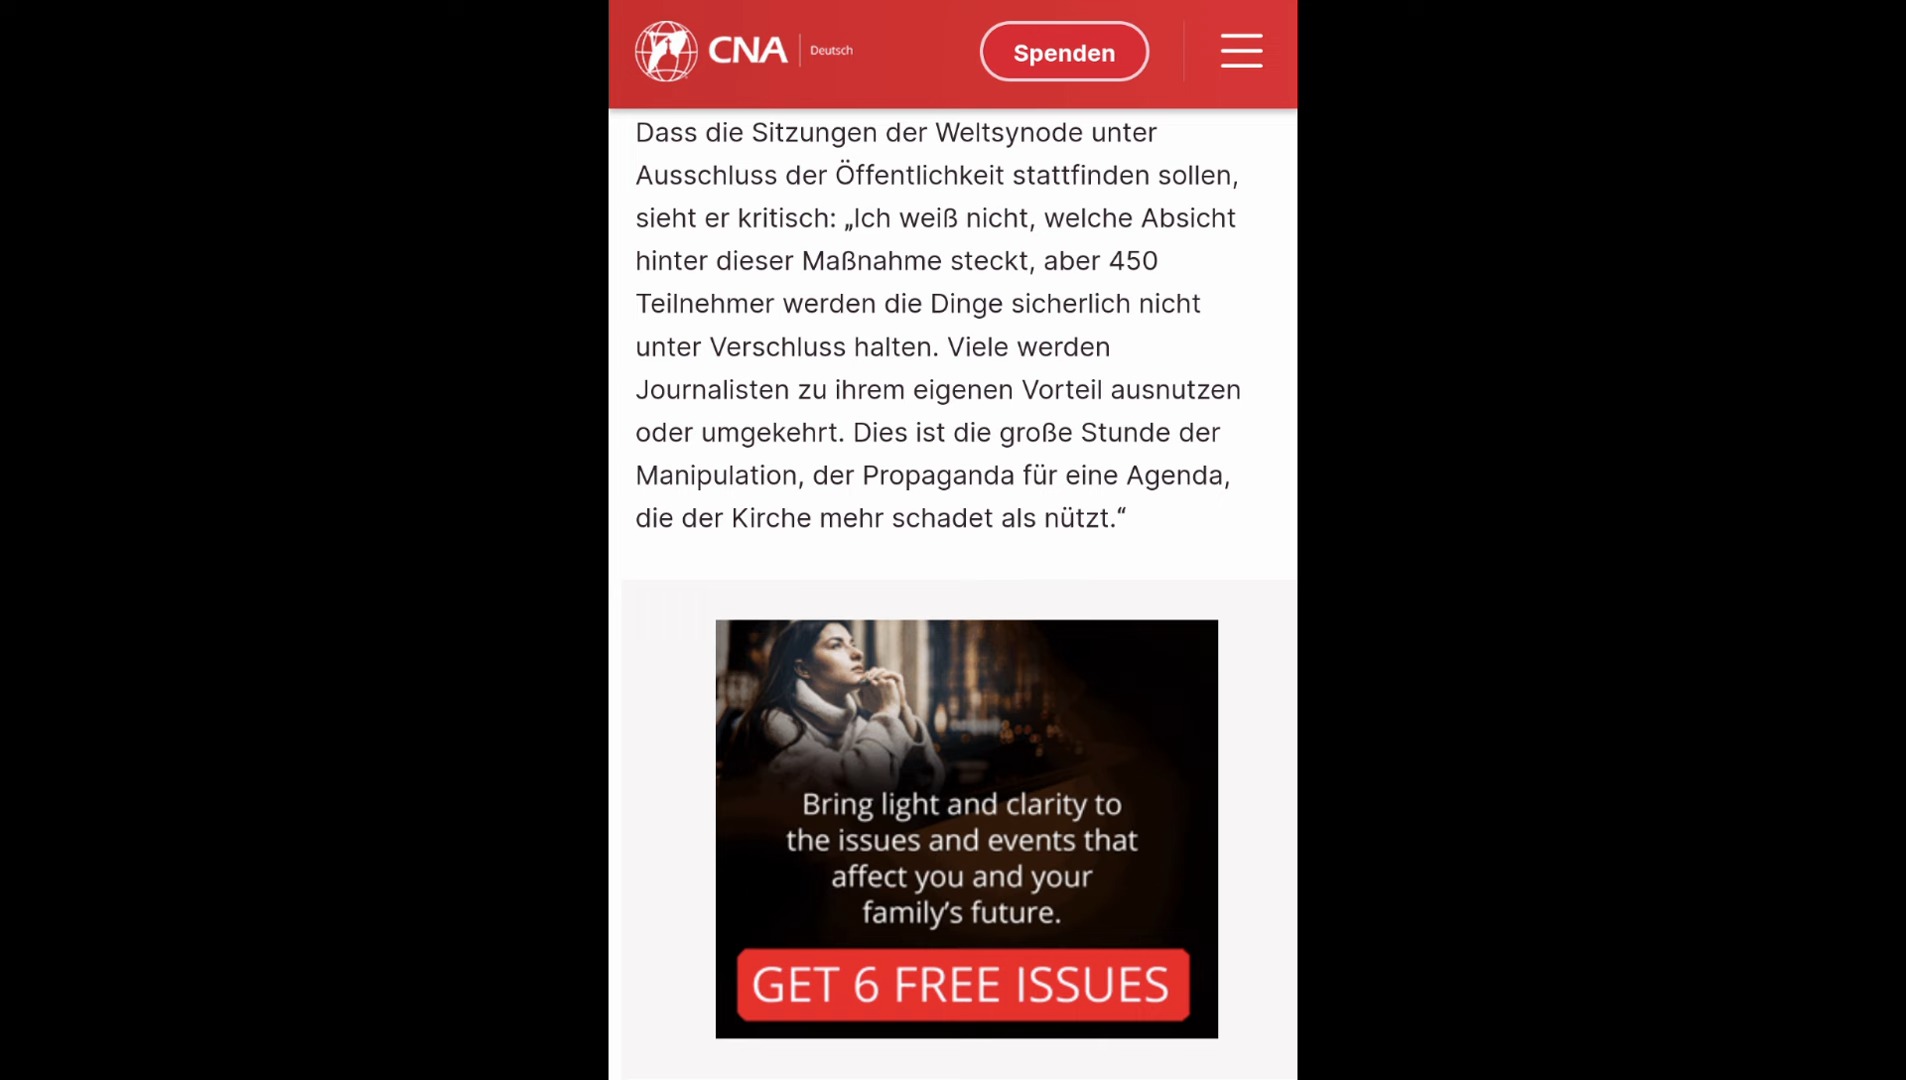 CNA Deutsch
Spenden
Dass die Sitzungen der Weltsynode unter
Ausschluss der Öffentlichkeit stattfinden sollen,
sieht er kritisch: „Ich weiß nicht, welche Absicht
hinter dieser Maßnahme steckt, aber 450
Teilnehmer werden die Dinge sicherlich nicht
unter Verschluss halten. Viele werden
Journalisten zu ihrem eigenen Vorteil ausnutzen
oder umgekehrt. Dies ist die große Stunde der
Manipulation, der Propaganda für eine Agenda,
die der Kirche mehr schadet als nützt.“
Bring light and clarity to
the issues and events that
affect you and your
family’s future.
GET 6 FREE ISSUES